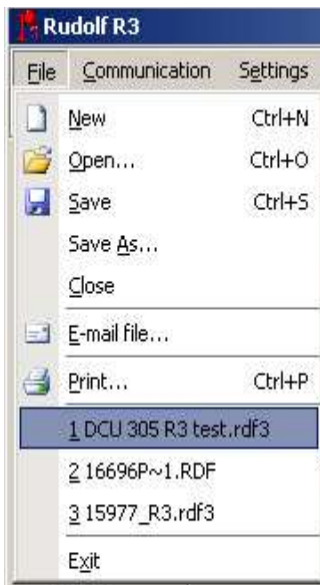 Rudolf R3
File Communication Settings
New Ctrl+N
Open... Ctrl+O
Save Ctrl+S
Save As...
Close
E-mail file...
Print... Ctrl+P
1 DCU 305 R3 test.rdf3
2 16696P~1.RDF
3 15977_R3.rdf3
Exit